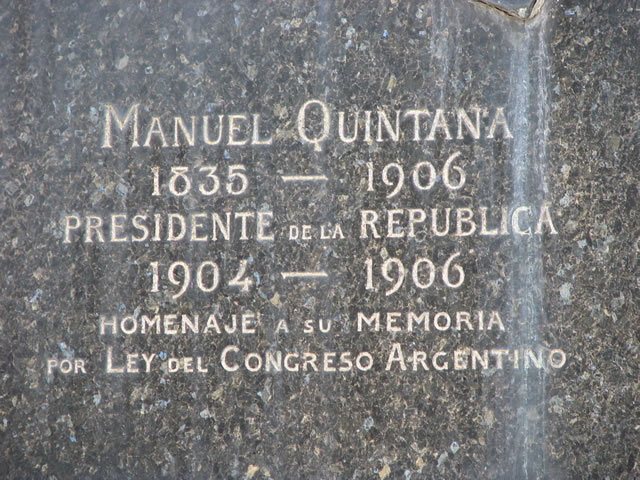 MANUEL QUINTANA
1835 — 1906
PRESIDENTE DE LA REPUBLICA
1904 — 1906
HOMENAJE A SU MEMORIA
POR LEY DEL CONGRESO ARGENTINO